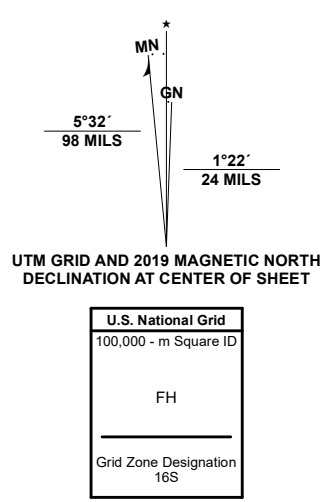 ★
MN
GN
5°32´
98 MILS
1°22´
24 MILS
UTM GRID AND 2019 MAGNETIC NORTH
DECLINATION AT CENTER OF SHEET
U.S. National Grid
100,000 - m Square ID
FH
Grid Zone Designation
16S